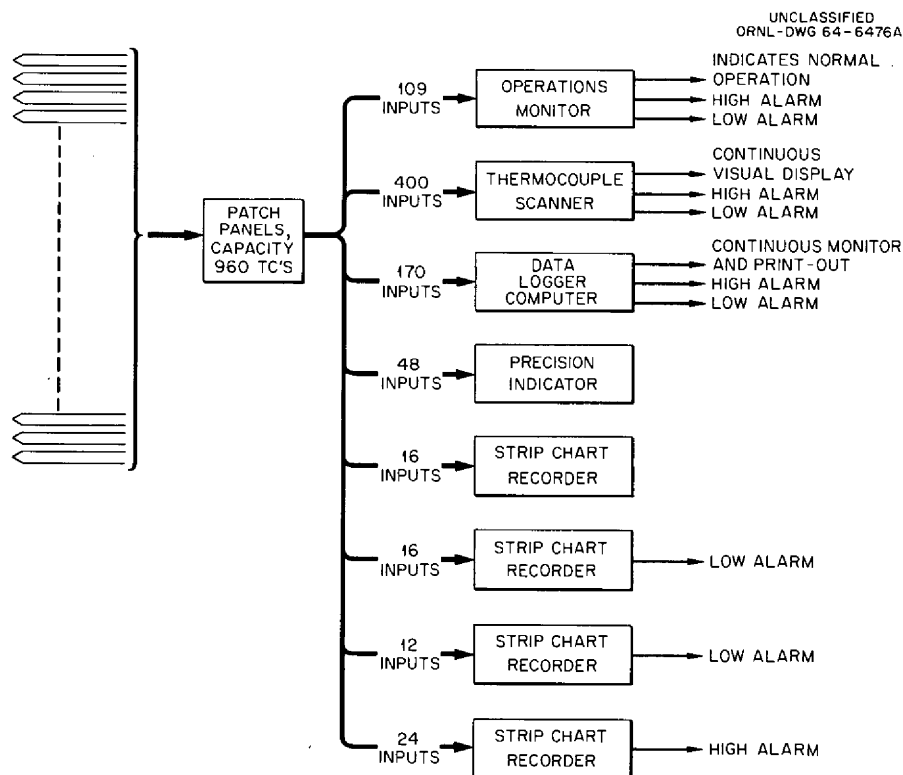 UNCLASSIFIED
ORNL-DWG 64-6476A
109
INPUTS
OPERATIONS
MONITOR
INDICATES NORMAL
OPERATION
HIGH ALARM
LOW ALARM
400
INPUTS
THERMOCOUPLE
SCANNER
CONTINUOUS
VISUAL DISPLAY
HIGH ALARM
LOW ALARM
PATCH
PANELS,
CAPACITY
960 TC'S
170
INPUTS
DATA
LOGGER
COMPUTER
CONTINUOUS MONITOR
AND PRINT-OUT
HIGH ALARM
LOW ALARM
48
INPUTS
PRECISION
INDICATOR
16
INPUTS
STRIP CHART
RECORDER
16
INPUTS
STRIP CHART
RECORDER
LOW ALARM
12
INPUTS
STRIP CHART
RECORDER
LOW ALARM
24
INPUTS
STRIP CHART
RECORDER
HIGH ALARM